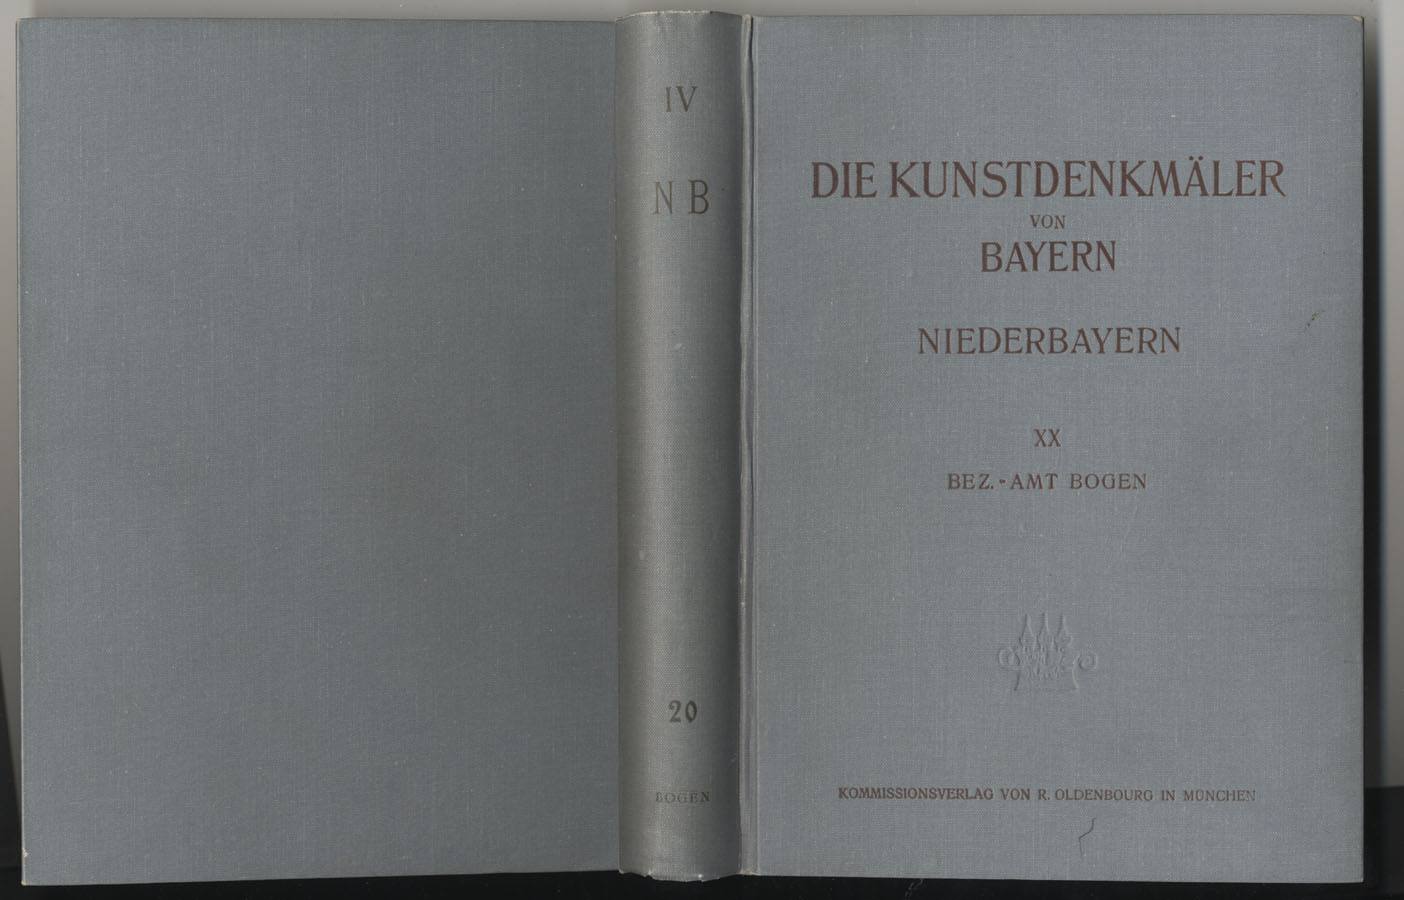 IV
N B
20
BOGEN
DIE KUNSTDENKMÄLER
VON
BAYERN
NIEDERBAYERN
XX
BEZ.-AMT BOGEN
KOMMISSIONSVERLAG VON R. OLDENBOURG IN MÜNCHEN